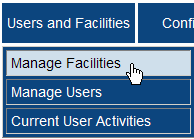 Users and Facilities
Manage Facilities
Manage Users
Current User Activities